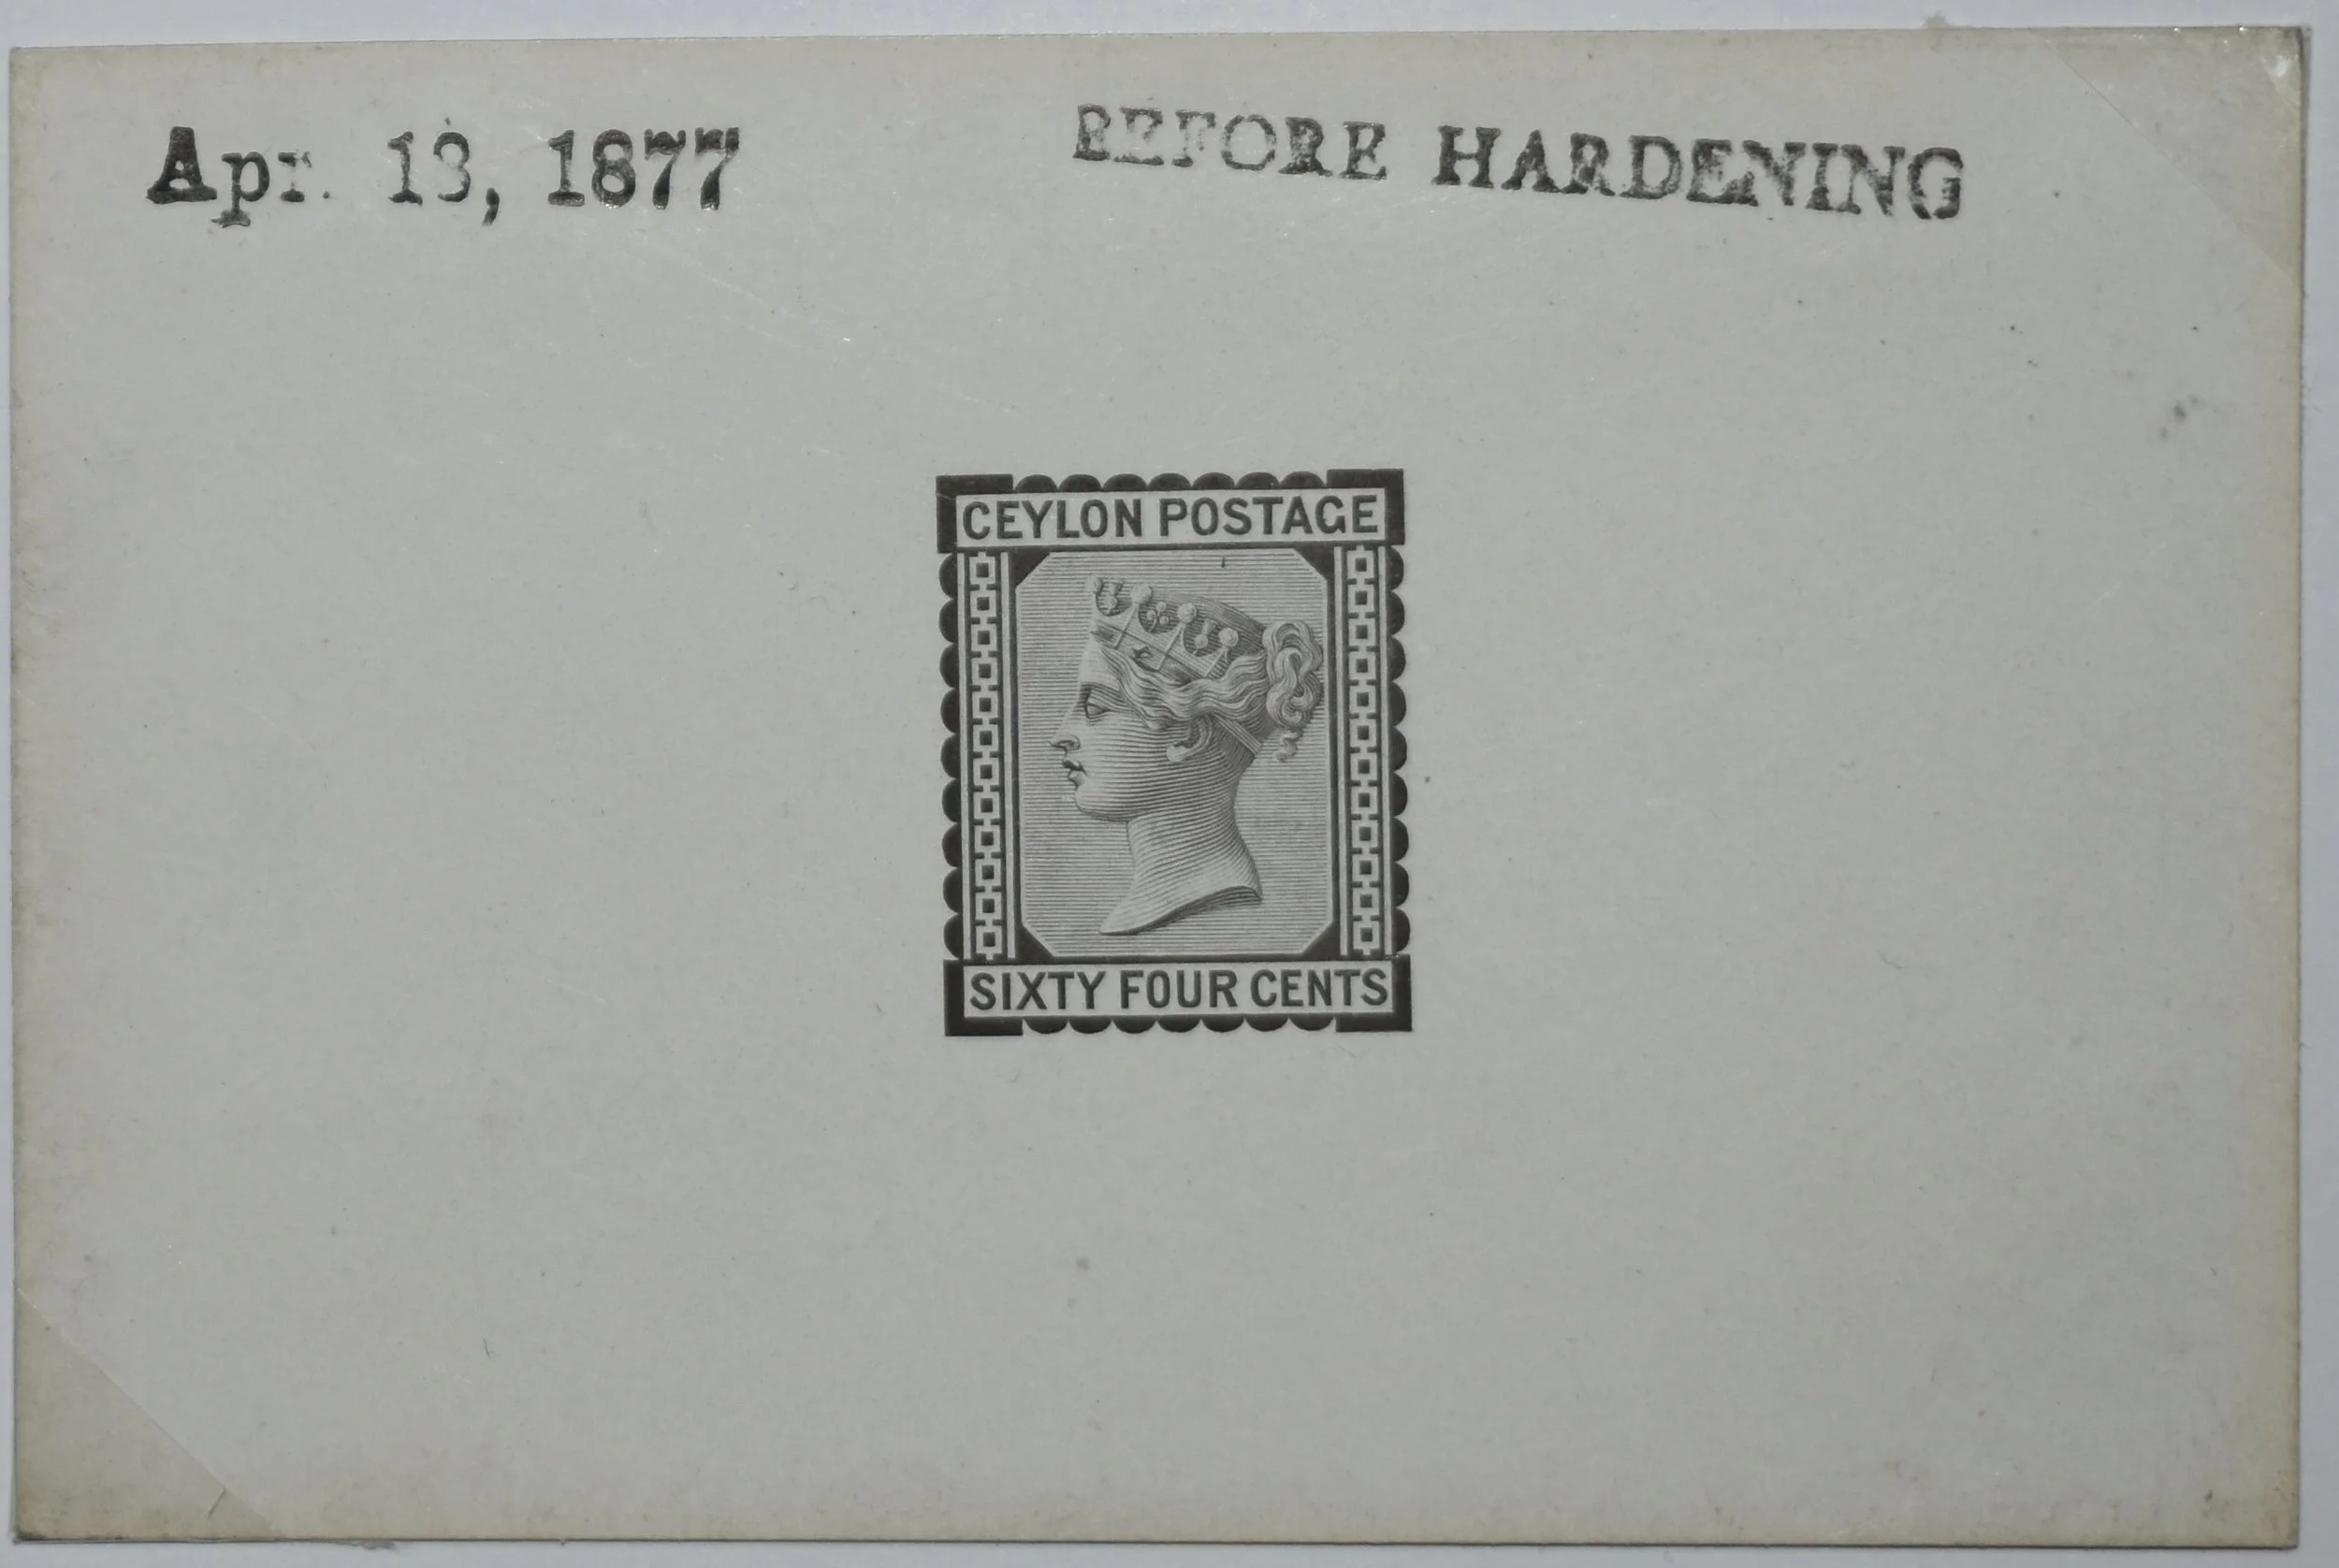 Apr. 13, 1877
BEFORE HARDENING
CEYLON POSTAGE
SIXTY FOUR CENTS